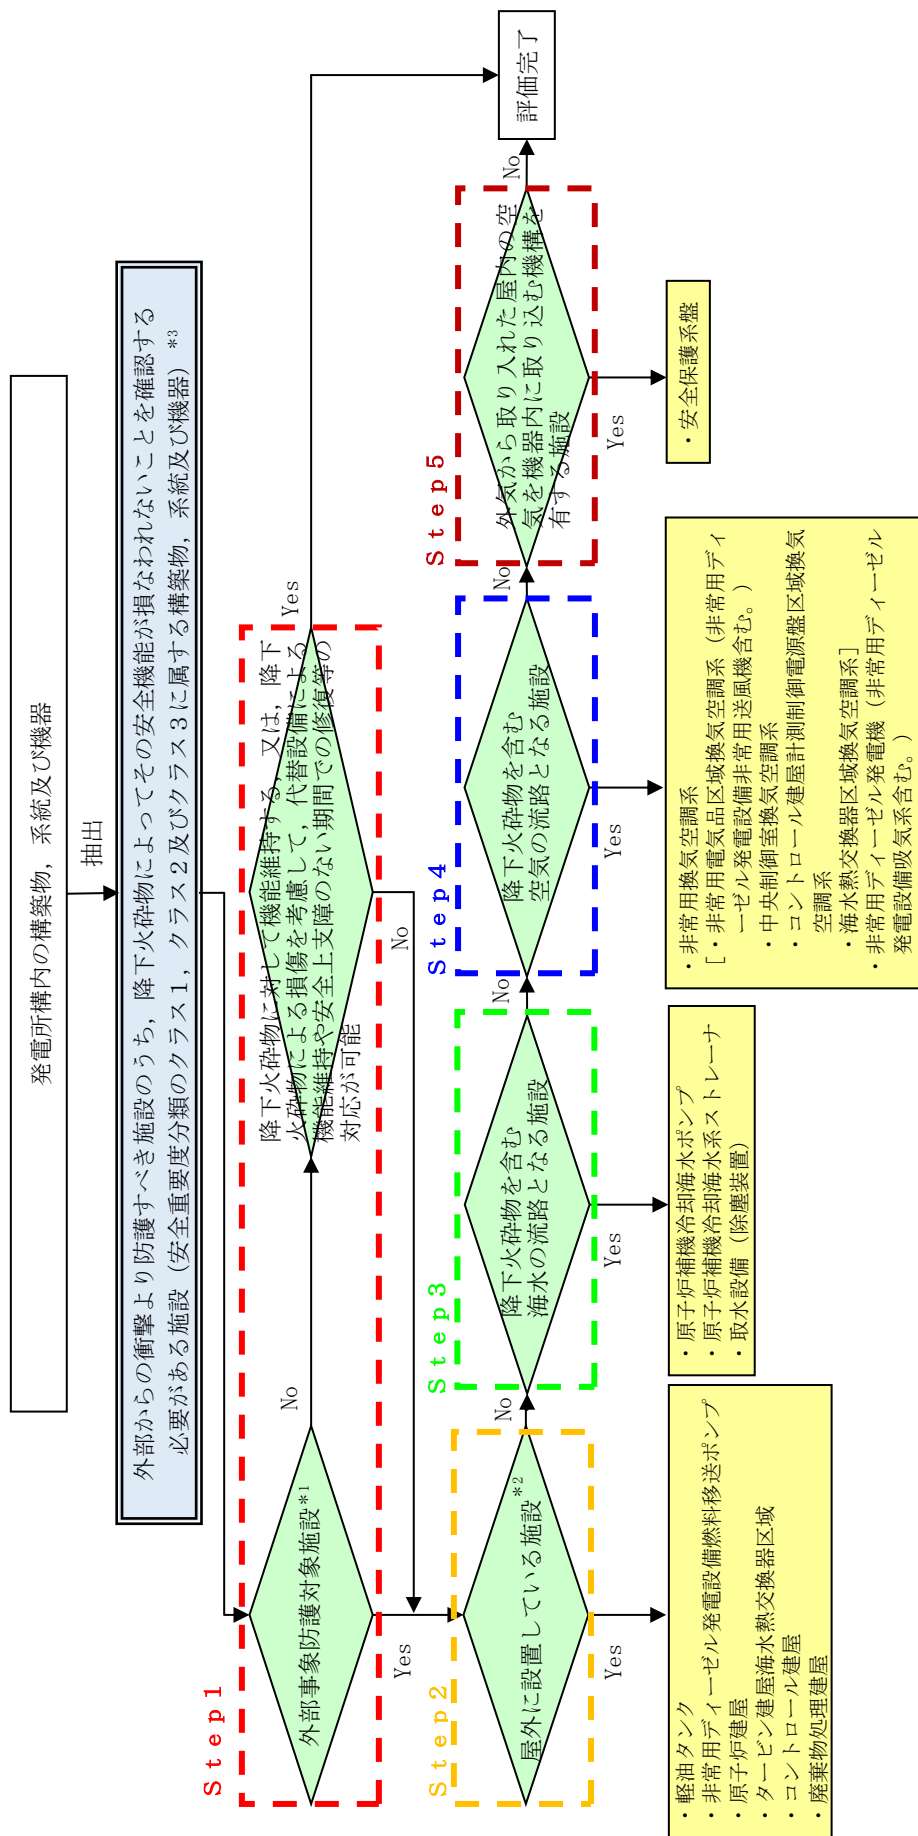 発電所構内の構築物，系統及び機器
抽出
外部からの衝撃より防護すべき施設のうち，降下火砕物によってその安全機能が損なわれないことを確認する
必要がある施設（安全重要度分類のクラス1，クラス2及びクラス3に属する構築物，系統及び機器）*3
Step1
外部事象防護対象施設*1
No
Yes
降下火砕物に対して機能維持する，又は，降下
火砕物による損傷を考慮して，代替設備による
機能維持や安全上支障のない期間での修復等の
対応が可能
Yes
No
Step2
屋外に設置している施設*2
No
Yes
・軽油タンク
・非常用ディーゼル発電設備燃料移送ポンプ
・原子炉建屋
・タービン建屋海水熱交換器区域
・コントロール建屋
・廃棄物処理建屋
Step3
降下火砕物を含む
海水の流路となる施設
No
Yes
・原子炉補機冷却海水ポンプ
・原子炉補機冷却海水系ストレーナ
・取水設備（除塵装置）
Step4
降下火砕物を含む
空気の流路となる施設
No
Yes
・非常用換気空調系
[・非常用電気品区域換気空調系（非常用ディ
ーゼル発電設備非常用送風機含む。）
・中央制御室換気空調系
・コントロール建屋計測制御電源盤区域換気
空調系
・海水熱交換器区域換気空調系]
・非常用ディーゼル発電機（非常用ディーゼル
発電設備吸気系含む。）
Step5
外気から取り入れた屋内の空
気を機器内に取り込む機構を
有する施設
No
Yes
・安全保護系盤
評価完了